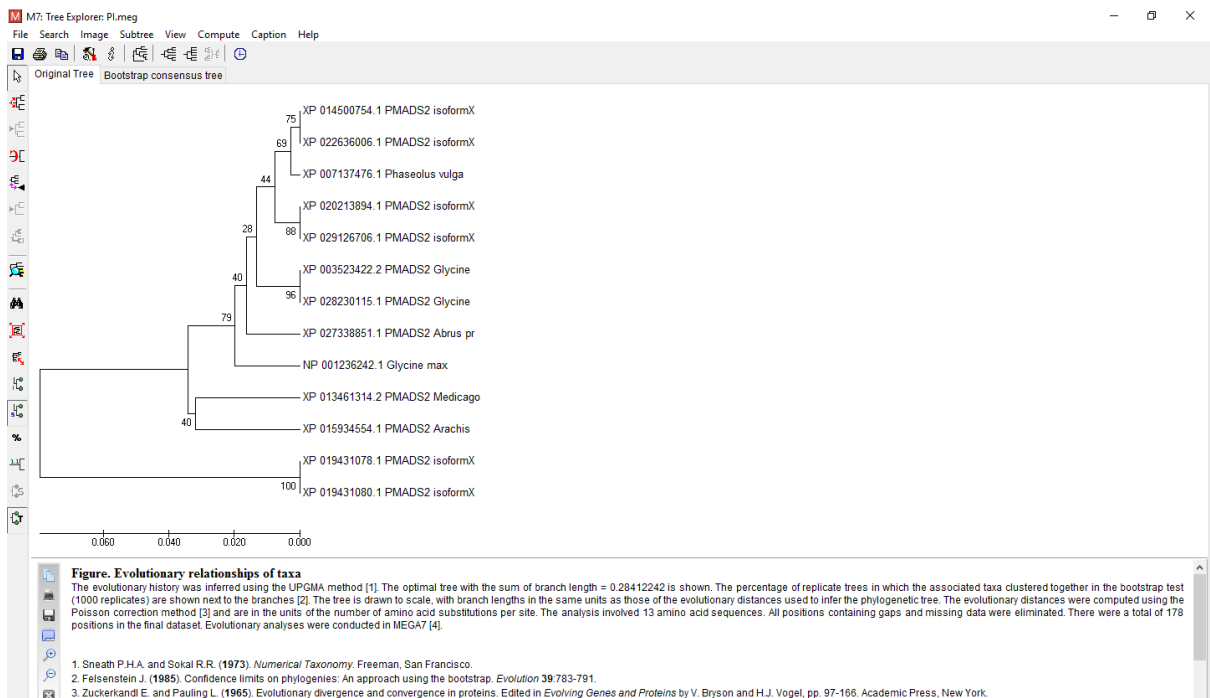 M7: Tree Explorer: PI.meg
File Search Image Subtree View Compute Caption Help
Original Tree Bootstrap consensus tree
XP 014500754.1 PMADS2 isoformX
75
XP 022636006.1 PMADS2 isoformX
69
XP 007137476.1 Phaseolus vulga
44
XP 020213894.1 PMADS2 isoformX
28
88
XP 029126706.1 PMADS2 isoformX
XP 003523422.2 PMADS2 Glycine
40
96
XP 028230115.1 PMADS2 Glycine
79
XP 027338851.1 PMADS2 Abrus pr
NP 001236242.1 Glycine max
XP 013461314.2 PMADS2 Medicago
40
XP 015934554.1 PMADS2 Arachis
XP 019431078.1 PMADS2 isoformX
100
XP 019431080.1 PMADS2 isoformX
0.060 0.040 0.020 0.000
Figure. Evolutionary relationships of taxa
The evolutionary history was inferred using the UPGMA method [1]. The optimal tree with the sum of branch length = 0.28412242 is shown. The percentage of replicate trees in which the associated taxa clustered together in the bootstrap test
(1000 replicates) are shown next to the branches [2]. The tree is drawn to scale, with branch lengths in the same units as those of the evolutionary distances used to infer the phylogenetic tree. The evolutionary distances were computed using the
Poisson correction method [3] and are in the units of the number of amino acid substitutions per site. The analysis involved 13 amino acid sequences. All positions containing gaps and missing data were eliminated. There were a total of 178
positions in the final dataset. Evolutionary analyses were conducted in MEGA7 [4].
1. Sneath P.H.A. and Sokal R.R. (1973). Numerical Taxonomy. Freeman, San Francisco.
2. Felsenstein J. (1985). Confidence limits on phylogenies: An approach using the bootstrap. Evolution 39:783-791.
3. Zuckerkandl E. and Pauling L. (1965). Evolutionary divergence and convergence in proteins. Edited in Evolving Genes and Proteins by V. Bryson and H.J. Vogel, pp. 97-166. Academic Press, New York.